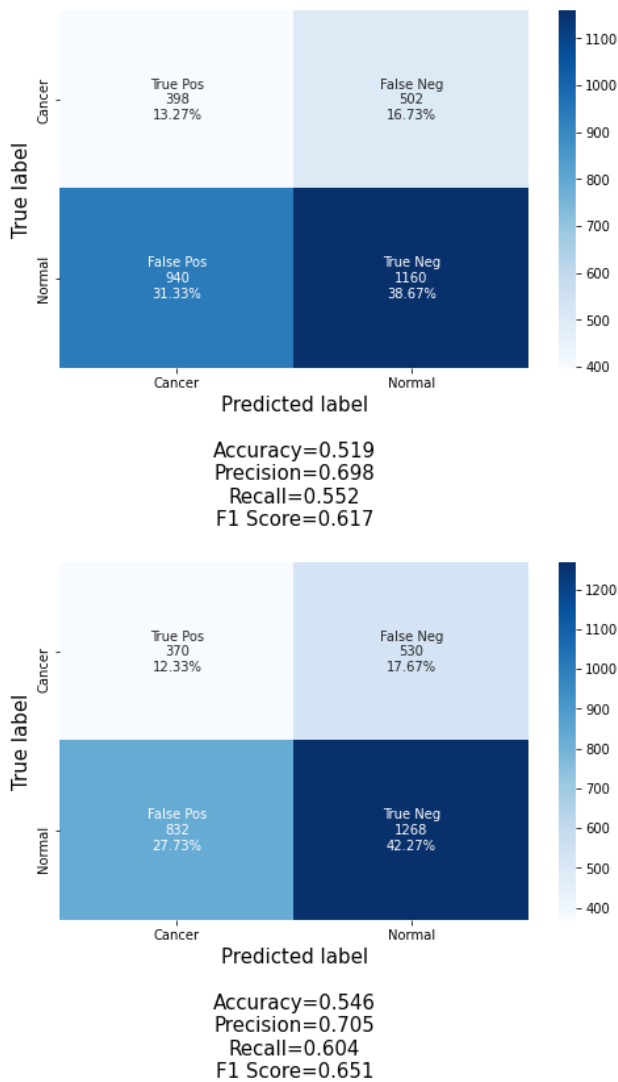 True Pos
398
13.27%
False Neg
502
16.73%
False Pos
940
31.33%
True Neg
1160
38.67%
Cancer
Normal
True label
Cancer
Normal
Predicted label
1100
1000
900
800
700
600
500
400
Accuracy=0.519
Precision=0.698
Recall=0.552
F1 Score=0.617
True Pos
370
12.33%
False Neg
530
17.67%
False Pos
832
27.73%
True Neg
1268
42.27%
Cancer
Normal
True label
Cancer
Normal
Predicted label
1200
1100
1000
900
800
700
600
500
400
Accuracy=0.546
Precision=0.705
Recall=0.604
F1 Score=0.651